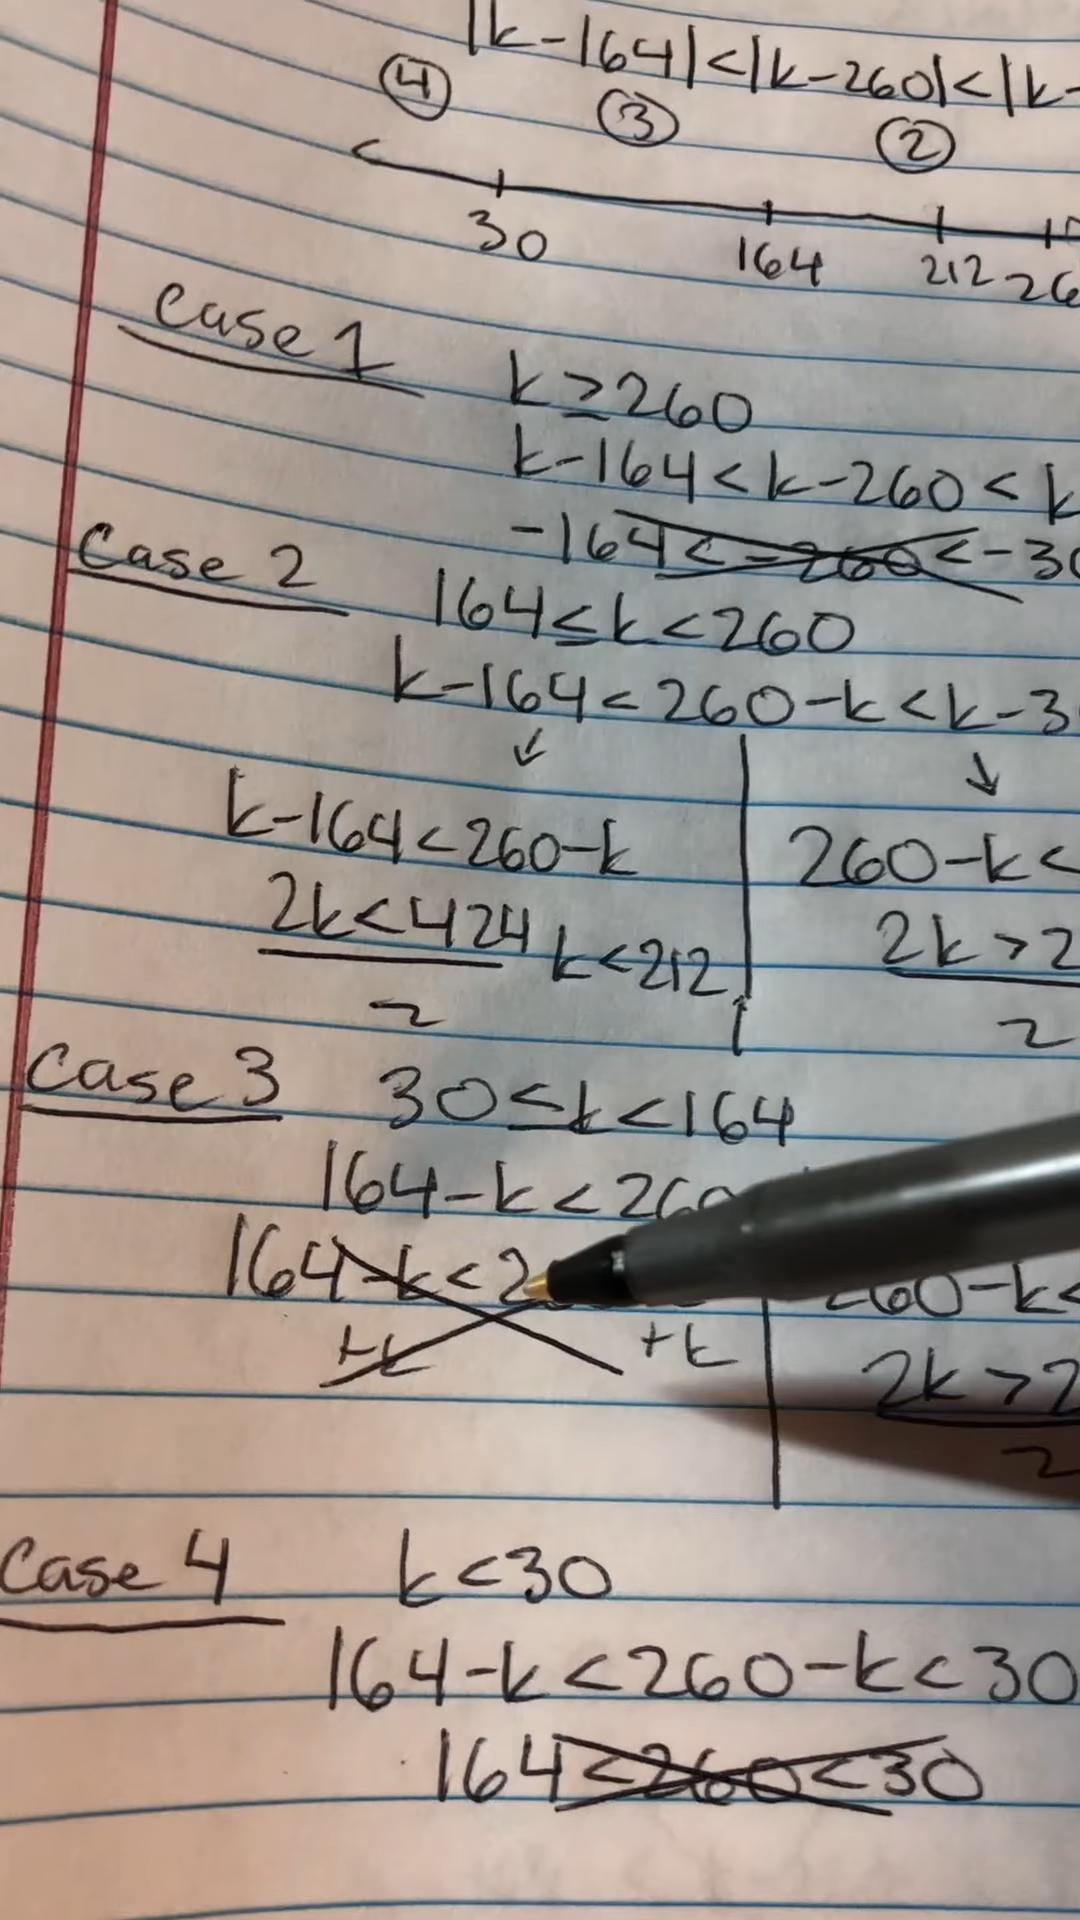 |k-164|<|k-260|<|k-
④ ③ ②
30 164 212 26
Case 1
k≥260
k-164<k-260<k
-164<-260<-30
Case 2
164≤k<260
k-164<260-k<k-3
↙ ↘
k-164<260-k 260-k<
2k<424 k<212 2k>2
2 2
Case 3 30≤k<164
164-k<260
164-k<2 260-k<
+k +k 2k>2
2
Case 4 k<30
164-k<260-k<30
164<260<30